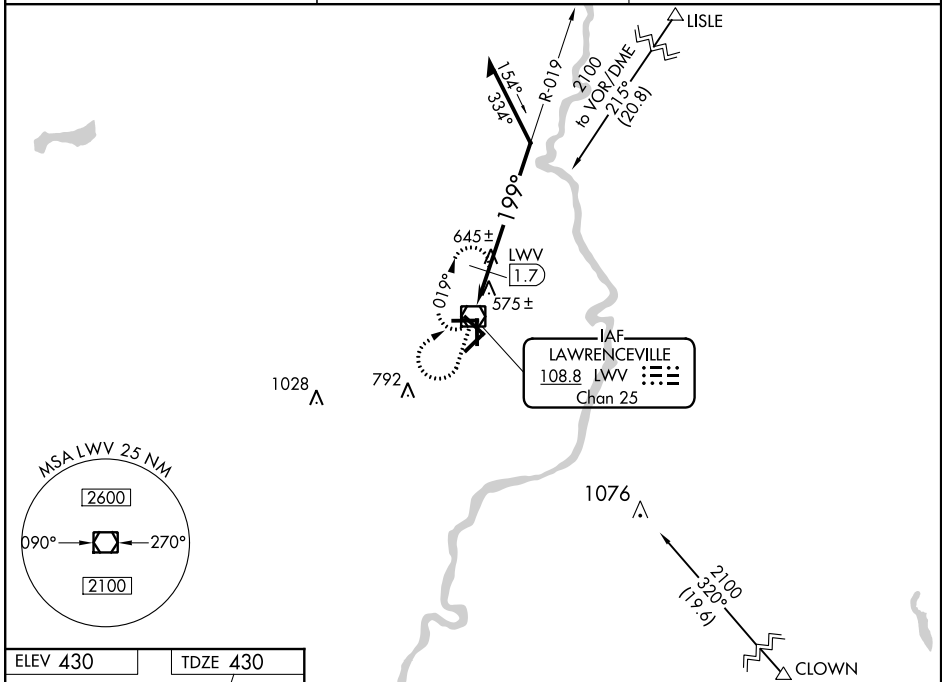 LISLE
2100
to VOR/DME
215°
(20.8)
R-019
154°
334°
199°
645±
LWV
1.7
019°
575±
IAF
LAWRENCEVILLE
108.8 LWV
Chan 25
1028
792
MSA LWV 25 NM
2600
090°
270°
2100
1076
2100
320°
(19.6)
CLOWN
ELEV 430
TDZE 430